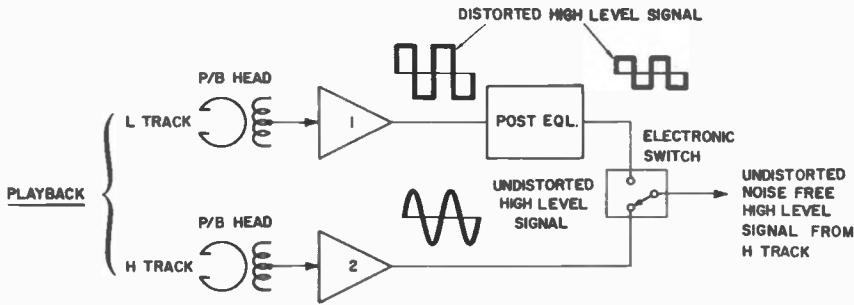 DISTORTED HIGH LEVEL SIGNAL
P/B HEAD
L TRACK
1
POST EQL.
ELECTRONIC
SWITCH
PLAYBACK
UNDISTORTED
HIGH LEVEL
SIGNAL
UNDISTORTED
NOISE FREE
HIGH LEVEL
SIGNAL FROM
H TRACK
P/B HEAD
H TRACK
2